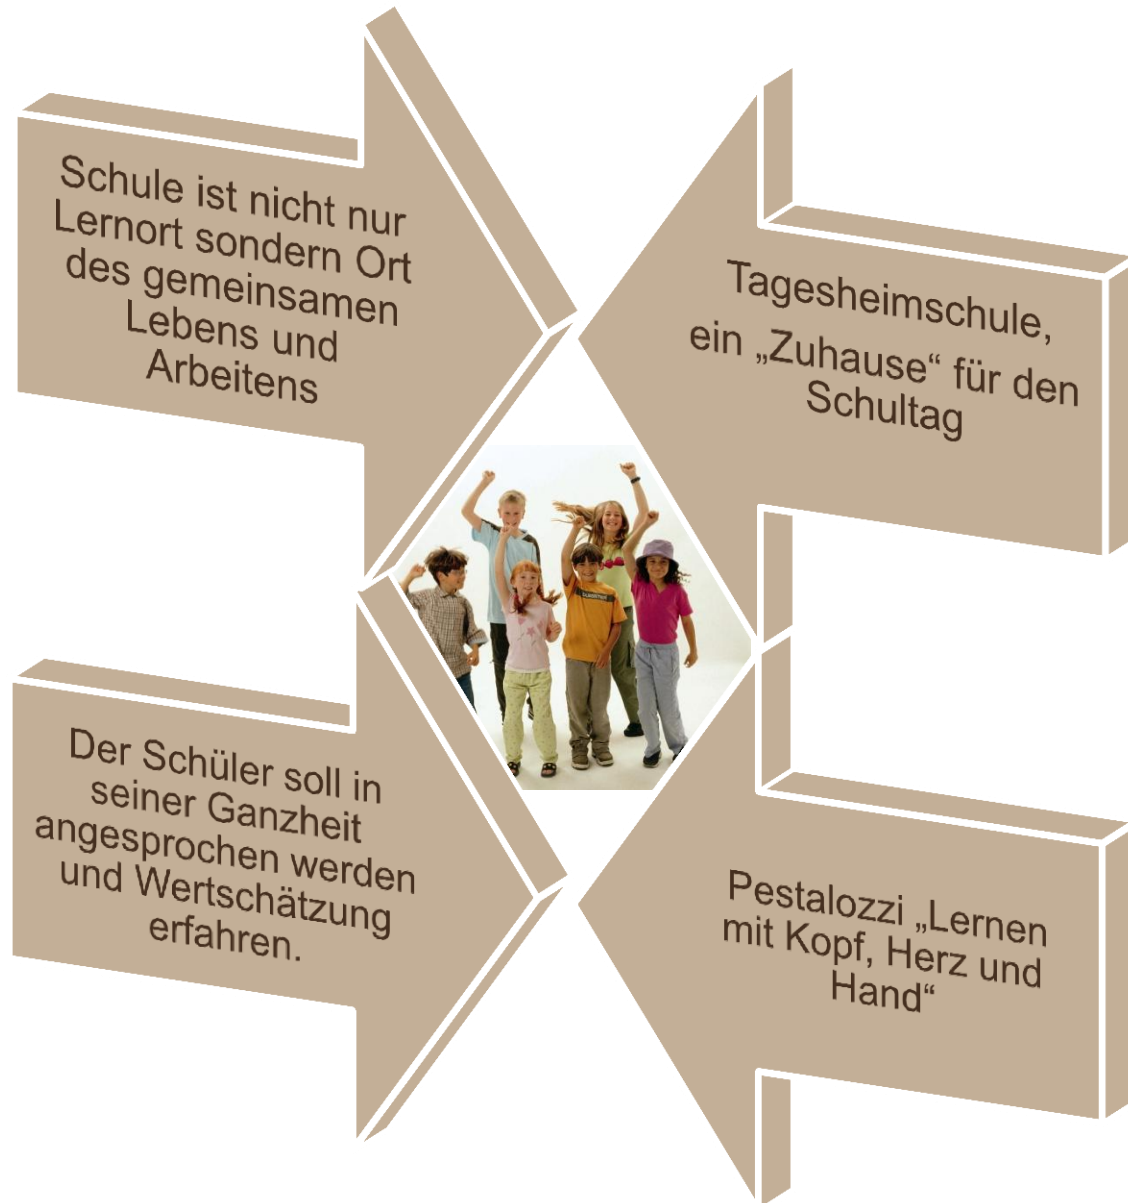 Schule ist nicht nur
Lernort sondern Ort
des gemeinsamen
Lebens und
Arbeitens
Tagesheimschule,
ein „Zuhause“ für den
Schultag
Der Schüler soll in
seiner Ganzheit
angesprochen werden
und Wertschätzung
erfahren.
Pestalozzi „Lernen
mit Kopf, Herz und
Hand“